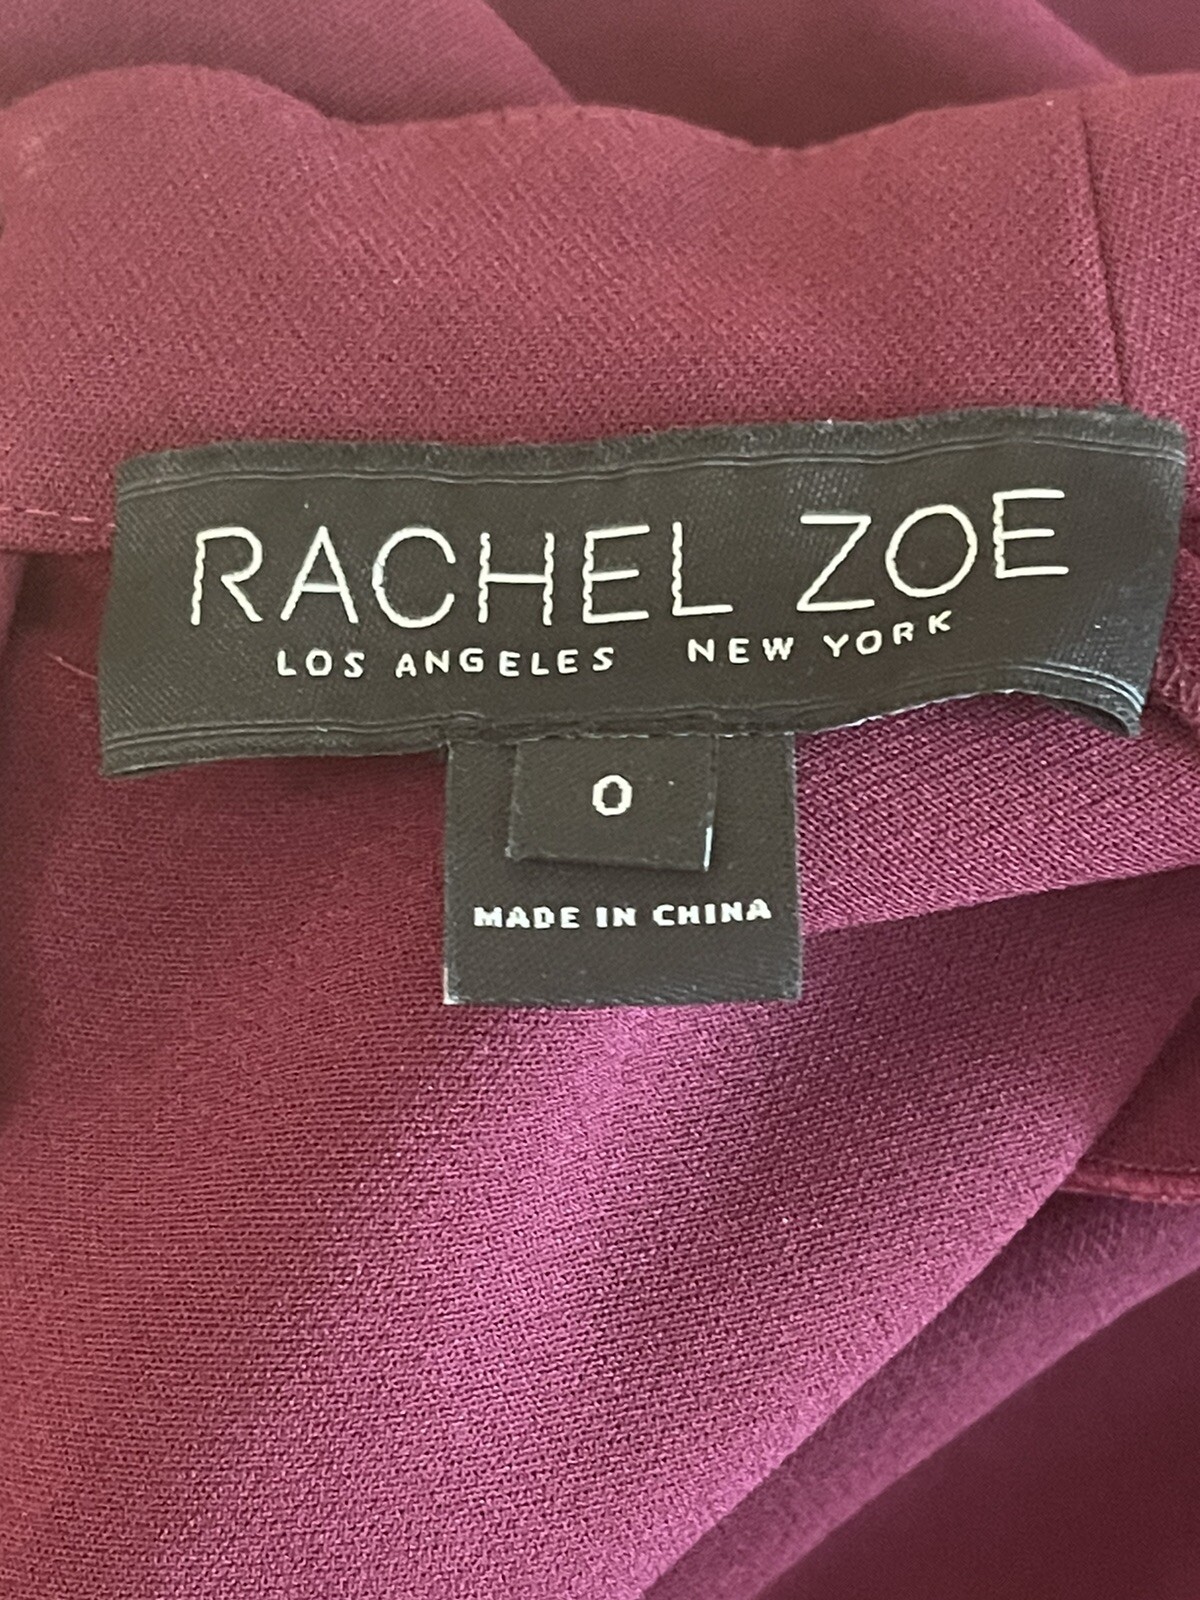 RACHEL ZOE
LOS ANGELES NEW YORK
0
MADE IN CHINA